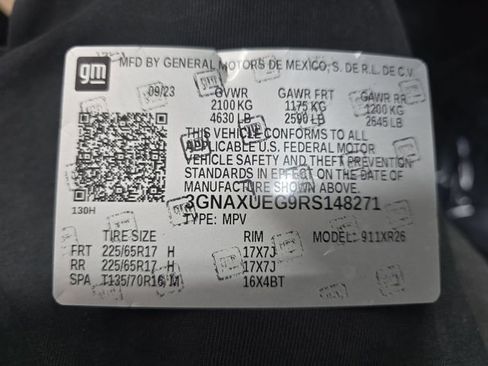 gm MFD BY GENERAL MOTORS DE MEXICO, S. DE R.L. DE C.V.
09/23 GVWR GAWR FRT GAWR RR
2100 KG 1175 KG 1200 KG
4630 LB 2590 LB 2645 LB
THIS VEHICLE CONFORMS TO ALL
APPLICABLE U.S. FEDERAL MOTOR
VEHICLE SAFETY AND THEFT PREVENTION
STANDARDS IN EFFECT ON THE DATE OF
MANUFACTURE SHOWN ABOVE.
130H 3GNAXUEG9RS148271
TYPE: MPV
TIRE SIZE RIM MODEL: 911XR26
FRT 225/65R17 H 17X7J
RR 225/65R17 H 17X7J
SPA T135/70R16 M 16X4BT